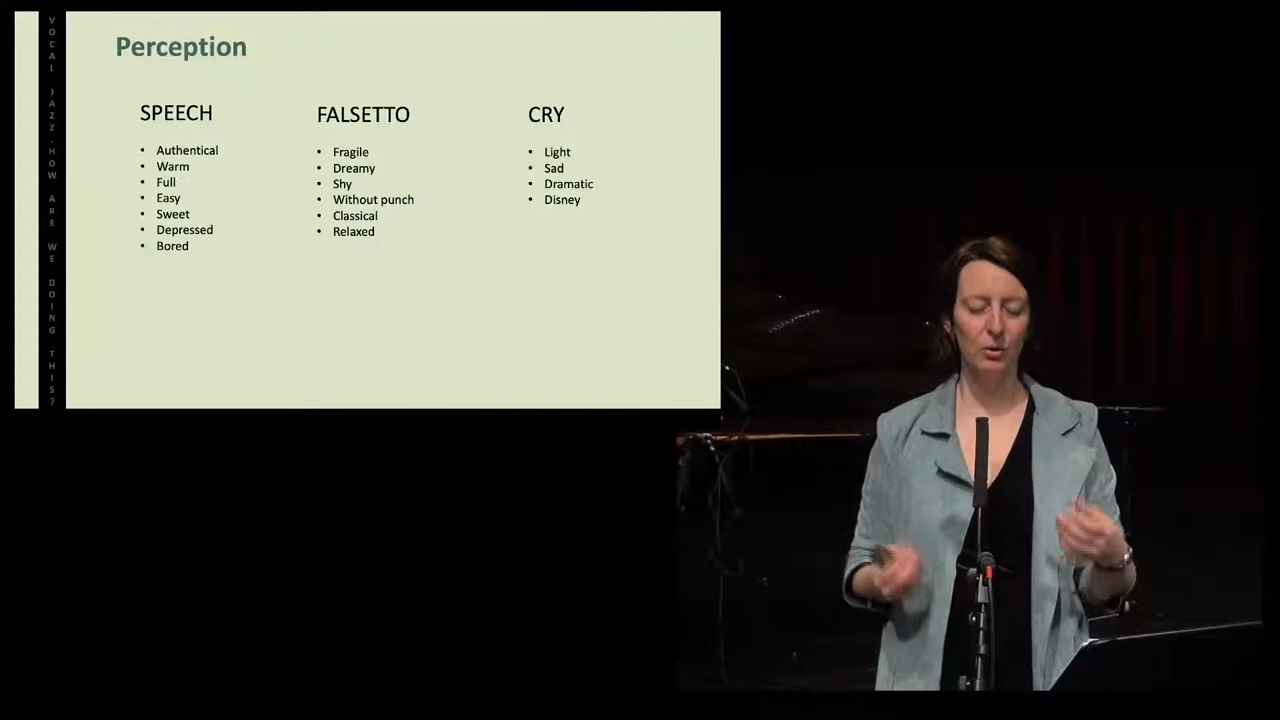 VOCAL JAZZ. HOW ARE WE DOING THIS?
Perception
SPEECH
• Authentical
• Warm
• Full
• Easy
• Sweet
• Depressed
• Bored
FALSETTO
• Fragile
• Dreamy
• Shy
• Without punch
• Classical
• Relaxed
CRY
• Light
• Sad
• Dramatic
• Disney